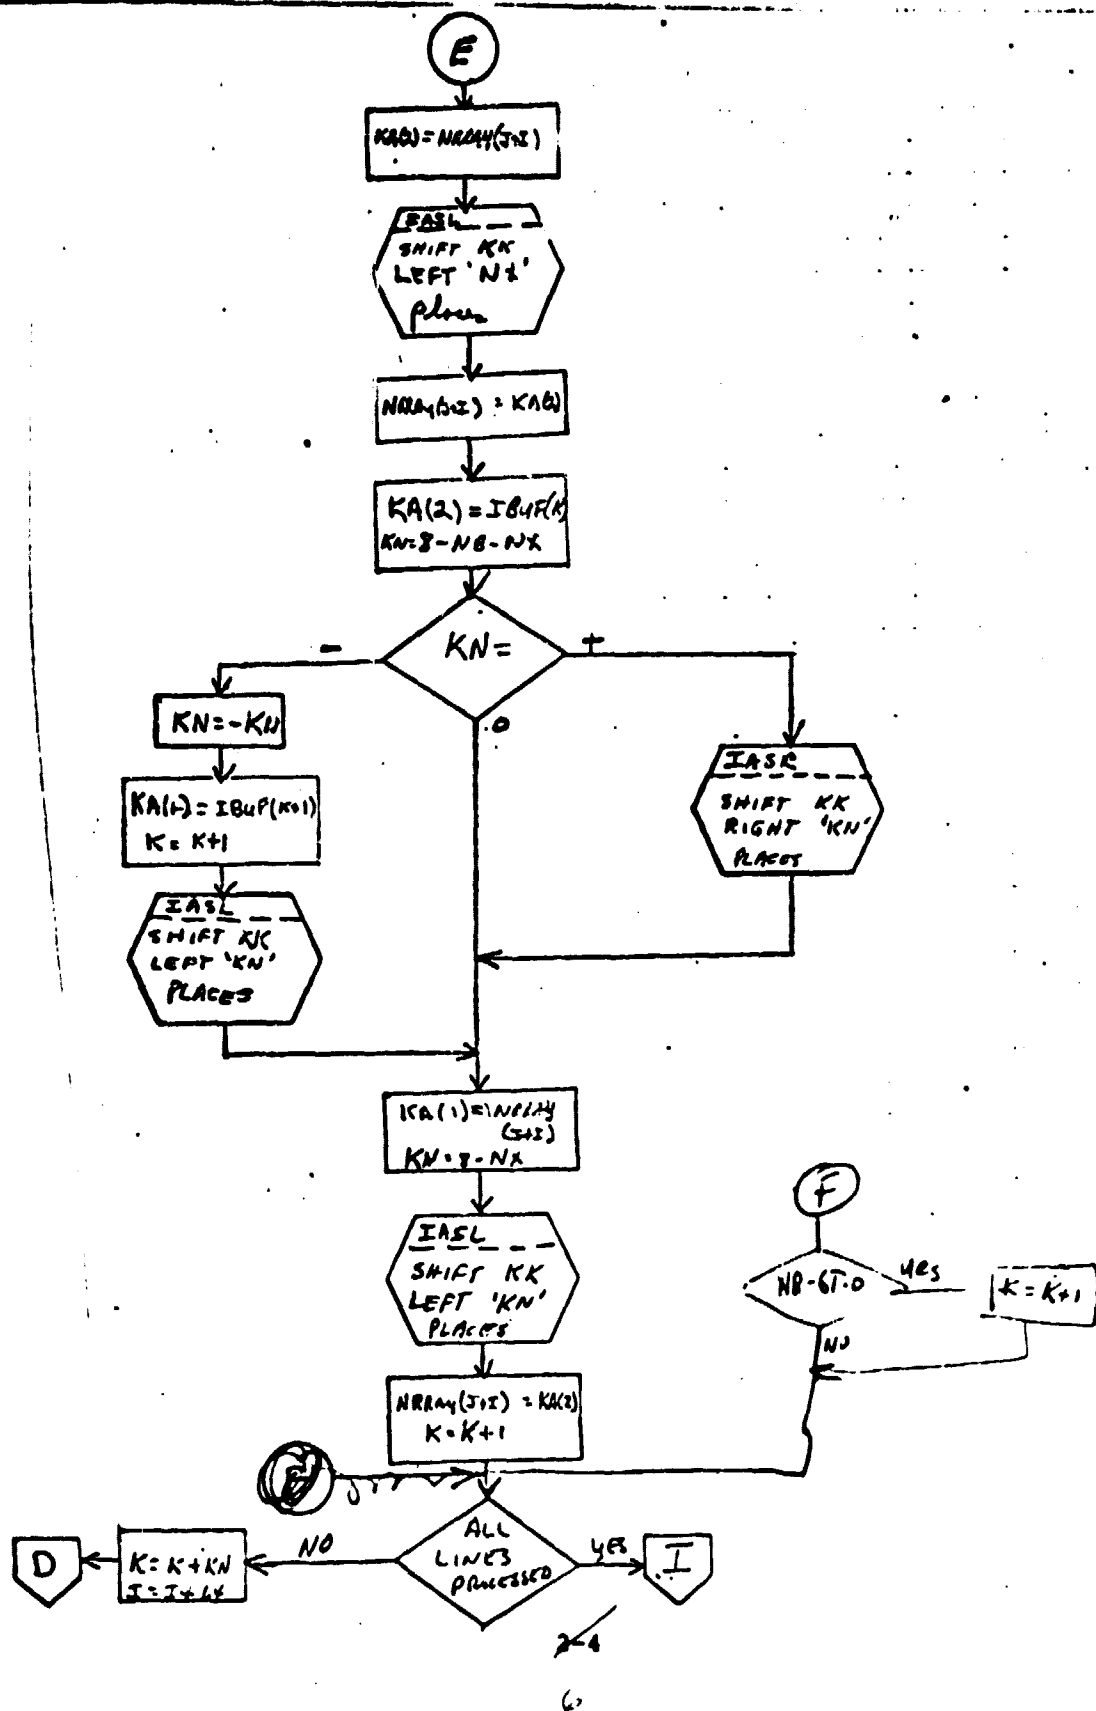 E
= NRRAY(J+I)
IASL
SHIFT KK
LEFT 'NX'
places
NRRAy(J+I) = KA(2)
KA(2) = IBUF(K)
KN=8-NB-NX
KN=
-
+
0
KN=-KN
KA(1) = IBUF(K+1)
K = K+1
IASL
SHIFT KK
LEFT 'KN'
PLACES
IASR
SHIFT KK
RIGHT 'KN'
PLACES
KA(1)=NRRAY
(J+I)
KN=8-NX
IASL
SHIFT KK
LEFT 'KN'
PLACES
F
NB-GT-0
yes
K = K+1
NO
NRRAy(J+I) = KA(2)
K=K+1
ALL
LINES
PROCESSED
NO
YES
I
K= K+KN
D
2-4